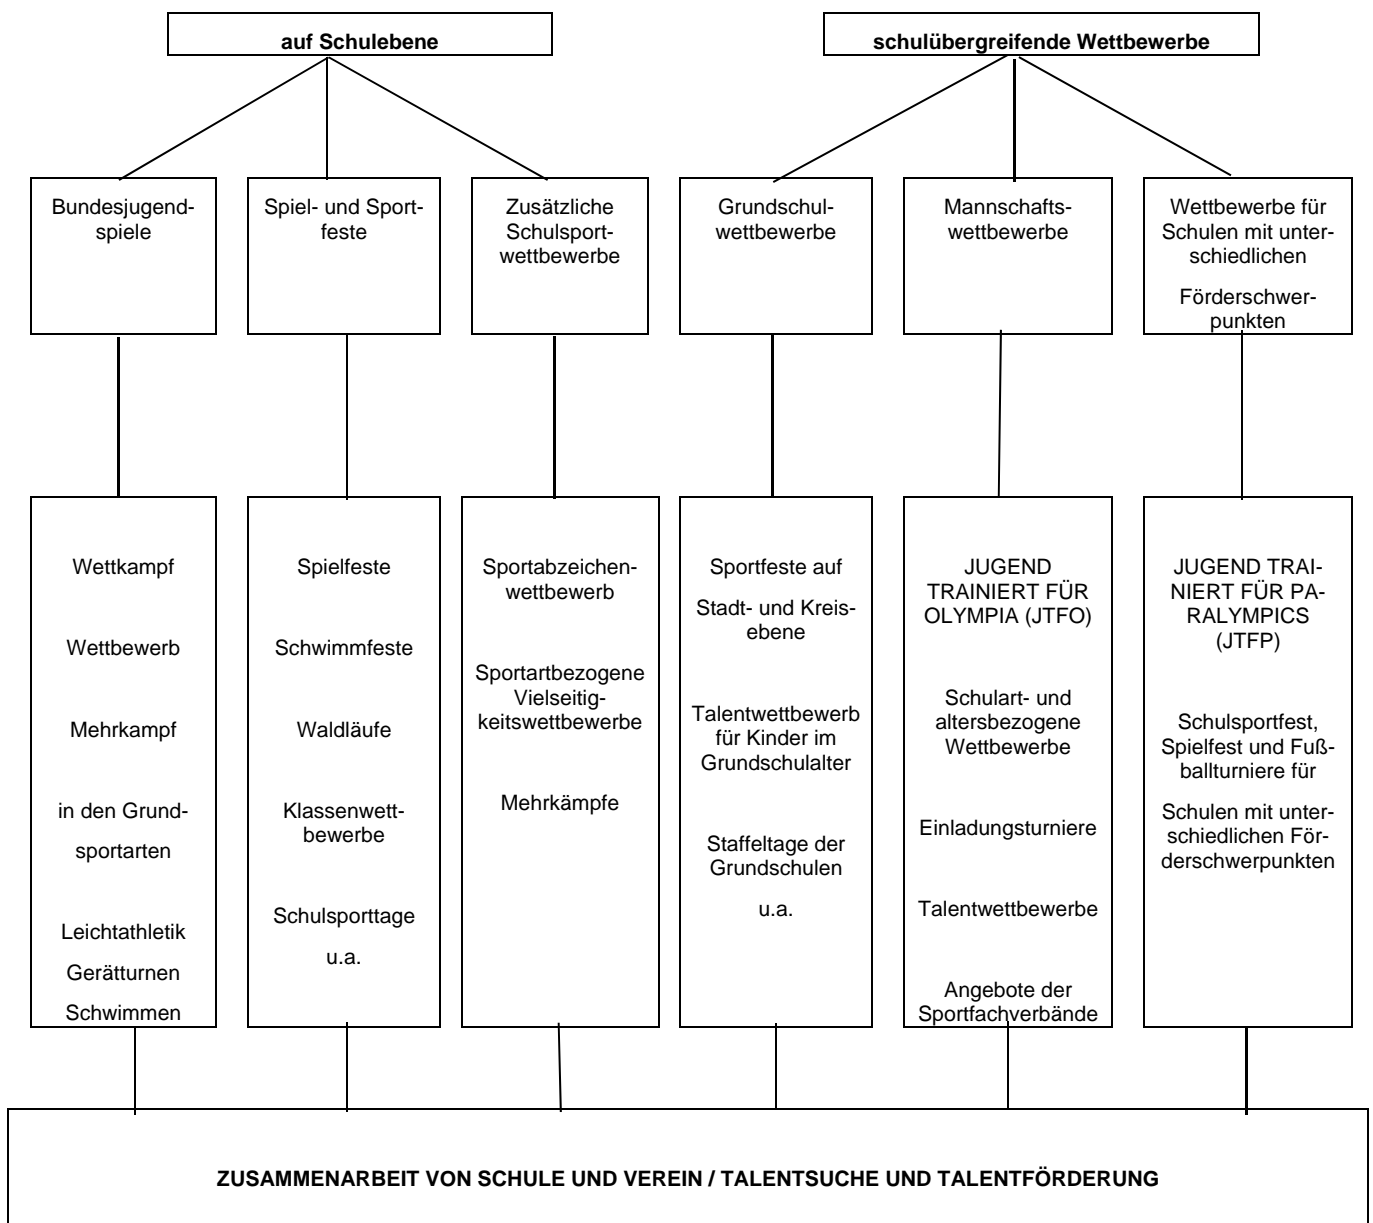 auf Schulebene
schulübergreifende Wettbewerbe
Bundesjugend-
spiele
Spiel- und Sport-
feste
Zusätzliche
Schulsport-
wettbewerbe
Grundschul-
wettbewerbe
Mannschafts-
wettbewerbe
Wettbewerbe für
Schulen mit unter-
schiedlichen
Förderschwer-
punkten
Wettkampf
Wettbewerb
Mehrkampf
in den Grund-
sportarten
Leichtathletik
Gerätturnen
Schwimmen
Spielfeste
Schwimmfeste
Waldläufe
Klassenwett-
bewerbe
Schulsporttage
u.a.
Sportabzeichen-
wettbewerb
Sportartbezogene
Vielseitig-
keitswettbewerbe
Mehrkämpfe
Sportfeste auf
Stadt- und Kreis-
ebene
Talentwettbewerb
für Kinder im
Grundschulalter
Staffeltage der
Grundschulen
u.a.
JUGEND
TRAINIERT FÜR
OLYMPIA (JTFO)
Schulart- und
altersbezogene
Wettbewerbe
Einladungsturniere
Talentwettbewerbe
Angebote der
Sportfachverbände
JUGEND TRAI-
NIERT FÜR PA-
RALYMPICS
(JTFP)
Schulsportfest,
Spielfest und Fuß-
ballturniere für
Schulen mit unter-
schiedlichen För-
derschwerpunkten
ZUSAMMENARBEIT VON SCHULE UND VEREIN / TALENTSUCHE UND TALENTFÖRDERUNG